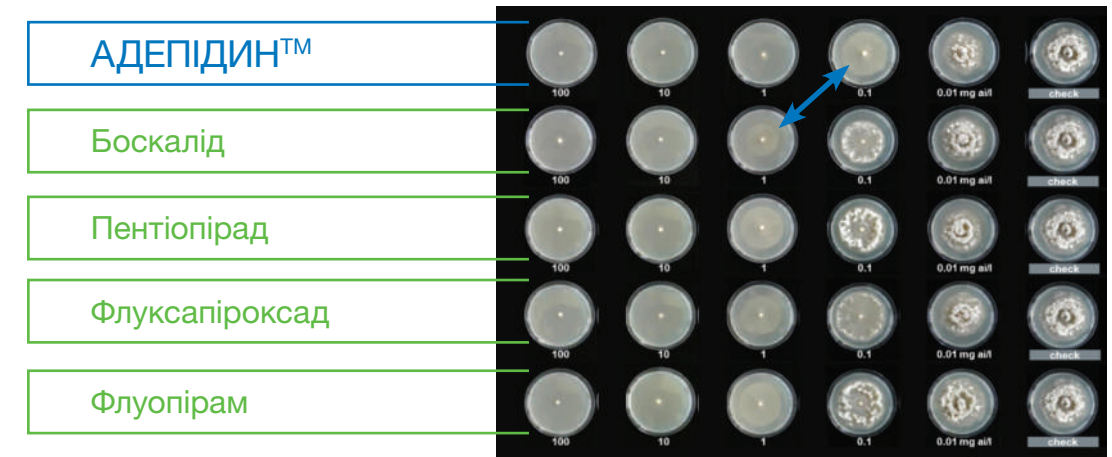 АДЕПІДИН™
100 10 1 0.1 0.01 mg ai/l check
Боскалід
100 10 1 0.1 0.01 mg ai/l check
Пентіопірад
100 10 1 0.1 0.01 mg ai/l check
Флуксапіроксад
100 10 1 0.1 0.01 mg ai/l check
Флуопірам
100 10 1 0.1 0.01 mg ai/l check